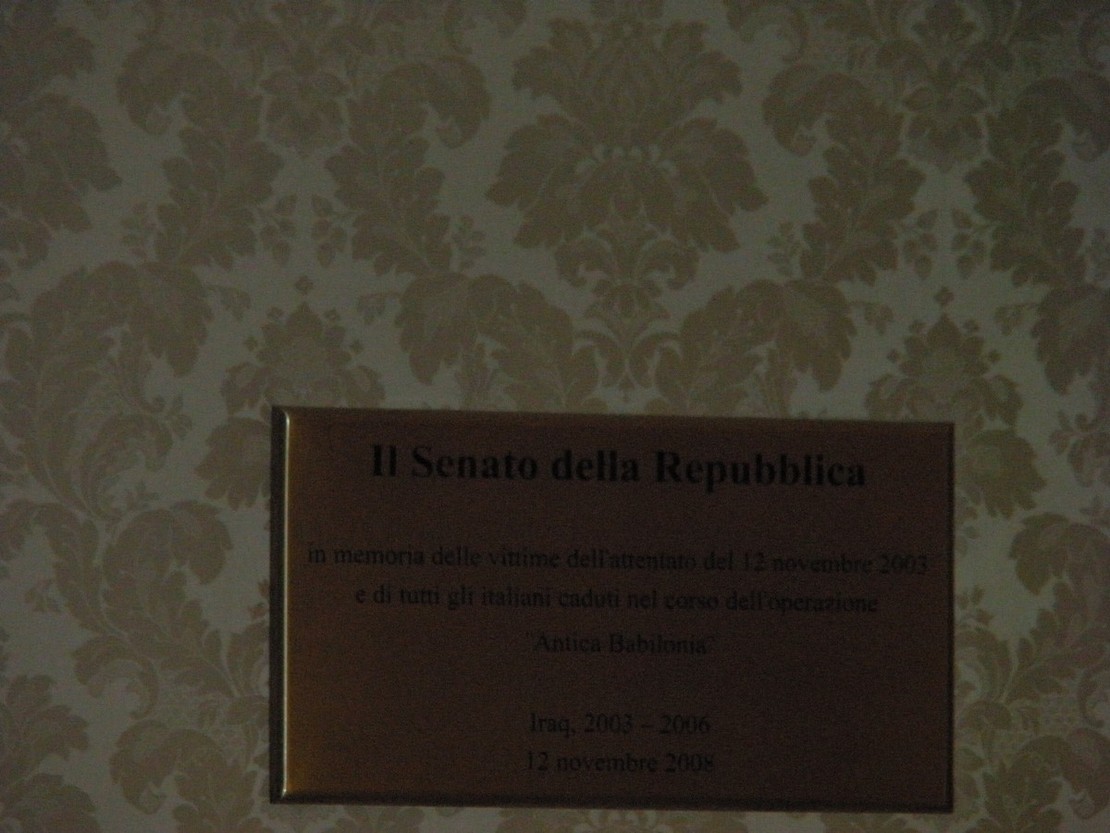 Il Senato della Repubblica
in memoria delle vittime dell'attentato del 12 novembre 2003
e di tutti gli italiani caduti nel corso dell'operazione
"Antica Babilonia"
Iraq, 2003 – 2006
12 novembre 2008